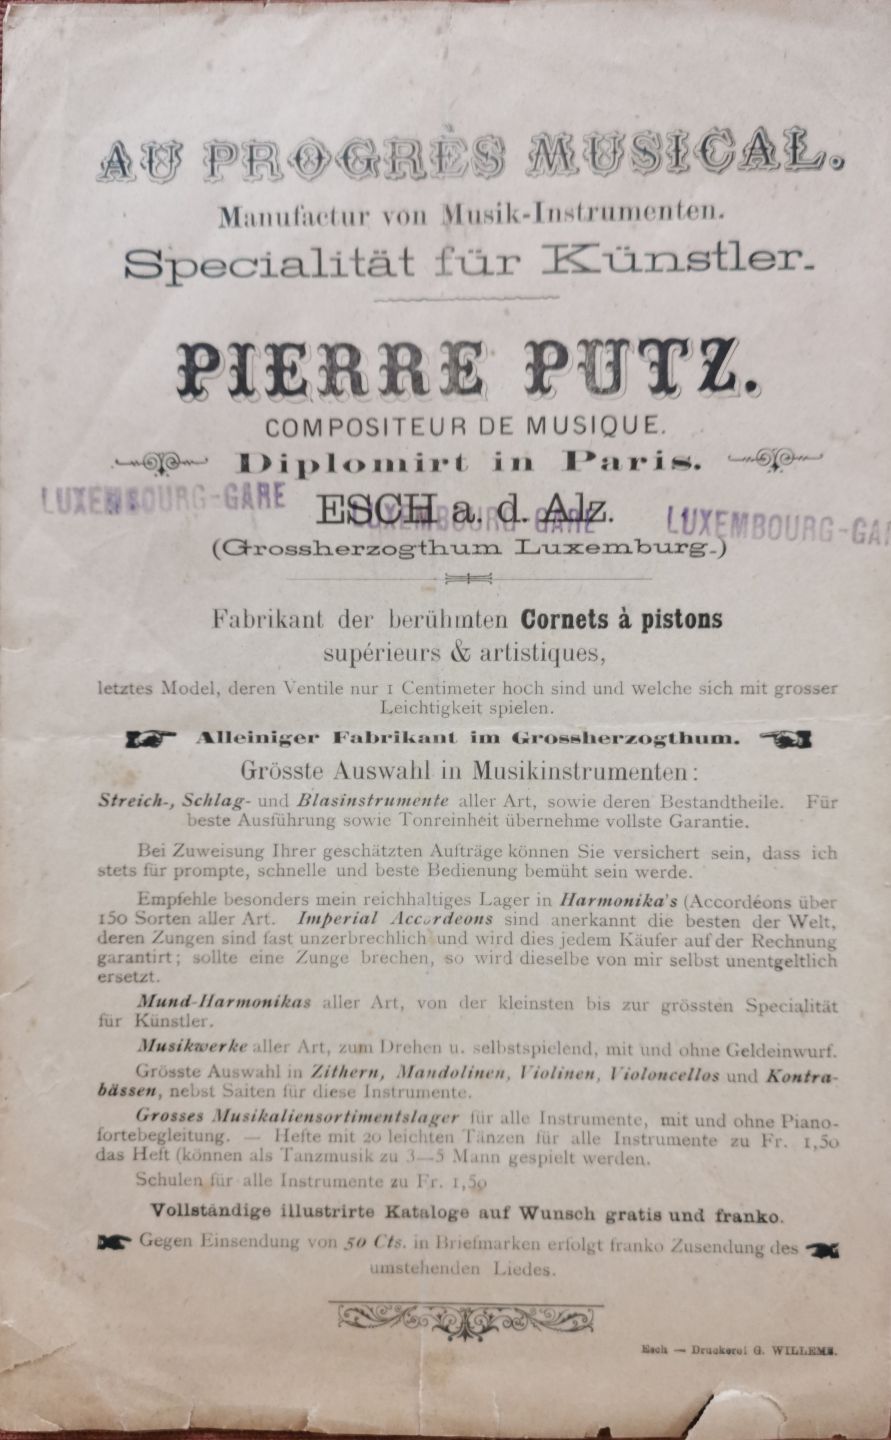 AU PROGRÈS MUSICAL.
Manufactur von Musik-Instrumenten.
Specialität für Künstler.
PIERRE PUTZ.
COMPOSITEUR DE MUSIQUE.
Diplomirt in Paris.
LUXEMBOURG-GARE
ESCH a. d. Alz.
LUXEMBOURG-GARE
LUXEMBOURG-GAR
(Grossherzogthum Luxemburg.)
Fabrikant der berühmten Cornets à pistons
supérieurs & artistiques,
letztes Model, deren Ventile nur 1 Centimeter hoch sind und welche sich mit grosser
Leichtigkeit spielen.
Alleiniger Fabrikant im Grossherzogthum.
Grösste Auswahl in Musikinstrumenten:
Streich-, Schlag- und Blasinstrumente aller Art, sowie deren Bestandtheile. Für
beste Ausführung sowie Tonreinheit übernehme vollste Garantie.
Bei Zuweisung Ihrer geschätzten Aufträge können Sie versichert sein, dass ich
stets für prompte, schnelle und beste Bedienung bemüht sein werde.
Empfehle besonders mein reichhaltiges Lager in Harmonika's (Accordéons über
150 Sorten aller Art. Imperial Accordeons sind anerkannt die besten der Welt,
deren Zungen sind fast unzerbrechlich und wird dies jedem Käufer auf der Rechnung
garantirt; sollte eine Zunge brechen, so wird dieselbe von mir selbst unentgeltlich
ersetzt.
Mund-Harmonikas aller Art, von der kleinsten bis zur grössten Specialität
für Künstler.
Musikwerke aller Art, zum Drehen u. selbstspielend, mit und ohne Geldeinwurf.
Grösste Auswahl in Zithern, Mandolinen, Violinen, Violoncellos und Kontra-
bässen, nebst Saiten für diese Instrumente.
Grosses Musikaliensortimentslager für alle Instrumente, mit und ohne Piano-
fortebegleitung. — Hefte mit 20 leichten Tänzen für alle Instrumente zu Fr. 1,50
das Heft (können als Tanzmusik zu 3—5 Mann gespielt werden.
Schulen für alle Instrumente zu Fr. 1,50
Vollständige illustrirte Kataloge auf Wunsch gratis und franko.
Gegen Einsendung von 50 Cts. in Briefmarken erfolgt franko Zusendung des
umstehenden Liedes.
Esch — Druckerei G. WILLEMS.